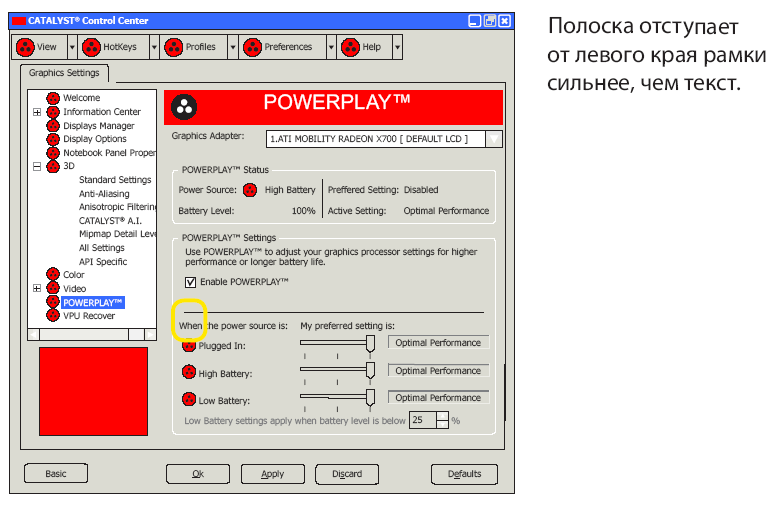 CATALYST® Control Center
Полоска отступает
от левого края рамки
сильнее, чем текст.
View HotKeys Profiles Preferences Help
Graphics Settings
Welcome
Information Center
Displays Manager
Display Options
Notebook Panel Proper
3D
Standard Settings
Anti-Aliasing
Anisotropic Filtering
CATALYST® A.I.
Mipmap Detail Leve
All Settings
API Specific
Color
Video
POWERPLAY™
VPU Recover
POWERPLAY™
Graphics Adapter: 1.ATI MOBILITY RADEON X700 [ DEFAULT LCD ]
POWERPLAY™ Status
Power Source: High Battery Preffered Setting: Disabled
Battery Level: 100% Active Setting: Optimal Performance
POWERPLAY™ Settings
Use POWERPLAY™ to adjust your graphics processor settings for higher
performance or longer battery life.
Enable POWERPLAY™
When the power source is: My preferred setting is:
Plugged In: Optimal Performance
High Battery: Optimal Performance
Low Battery: Optimal Performance
Low Battery settings apply when battery level is below 25 %
Basic Ok Apply Discard Defaults